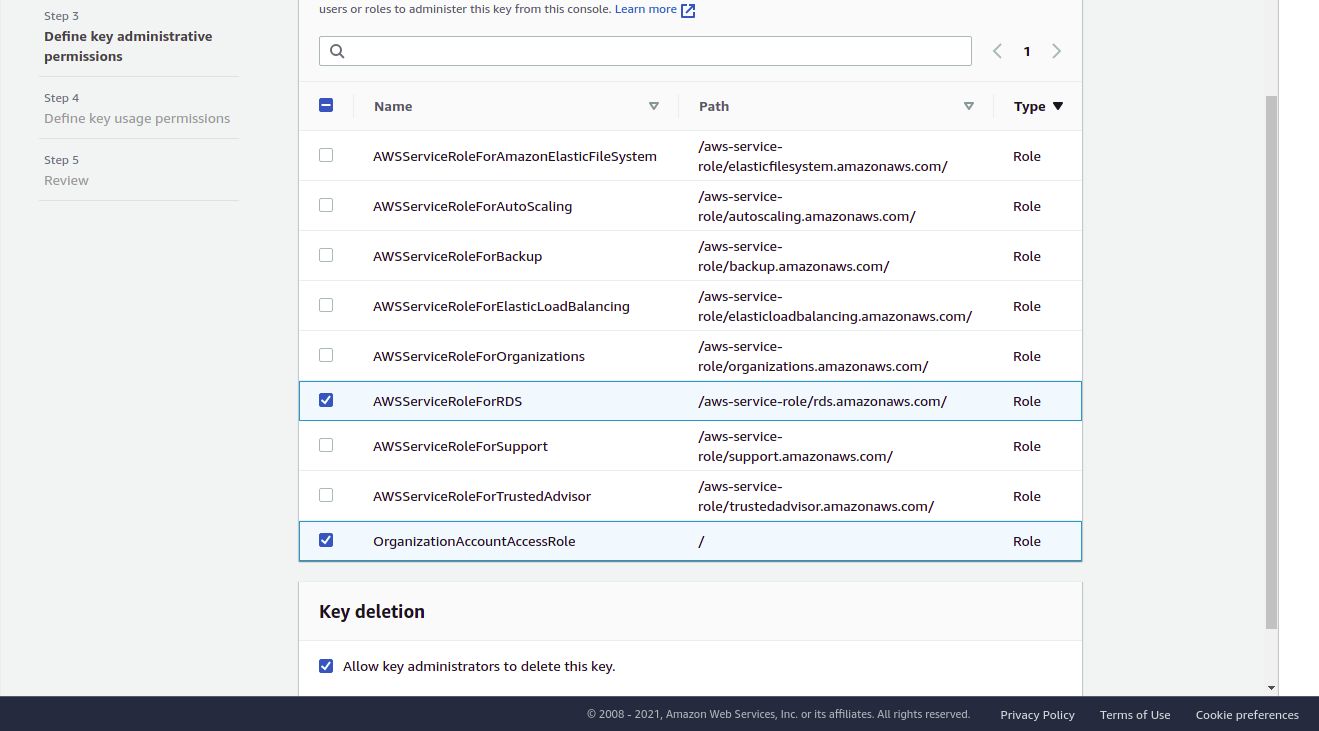 Step 3
Define key administrative
permissions
Step 4
Define key usage permissions
Step 5
Review
users or roles to administer this key from this console. Learn more
1
Name Path Type
AWSServiceRoleForAmazonElasticFileSystem /aws-service-
role/elasticfilesystem.amazonaws.com/ Role
AWSServiceRoleForAutoScaling /aws-service-
role/autoscaling.amazonaws.com/ Role
AWSServiceRoleForBackup /aws-service-
role/backup.amazonaws.com/ Role
AWSServiceRoleForElasticLoadBalancing /aws-service-
role/elasticloadbalancing.amazonaws.com/ Role
AWSServiceRoleForOrganizations /aws-service-
role/organizations.amazonaws.com/ Role
AWSServiceRoleForRDS /aws-service-role/rds.amazonaws.com/ Role
AWSServiceRoleForSupport /aws-service-
role/support.amazonaws.com/ Role
AWSServiceRoleForTrustedAdvisor /aws-service-
role/trustedadvisor.amazonaws.com/ Role
OrganizationAccountAccessRole / Role
Key deletion
Allow key administrators to delete this key.
© 2008 - 2021, Amazon Web Services, Inc. or its affiliates. All rights reserved. Privacy Policy Terms of Use Cookie preferences